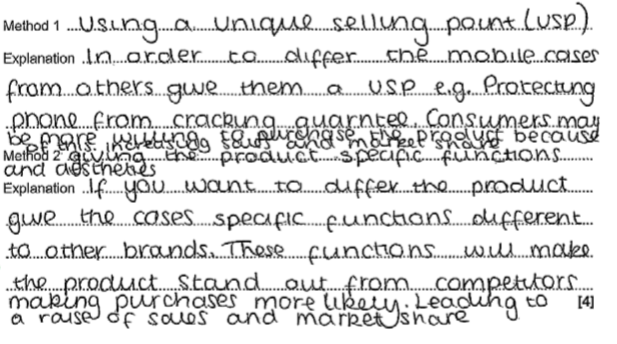 Method 1 Using a unique selling point (USP)
Explanation In order to differ the mobile cases
from others give them a USP e.g. Protecting
phone from cracking guarntee. Consumers may
be more willing to purchase the product because
of this increasing sales and market share
Method 2 giving the product specific functions
and aesthetics
Explanation If you want to differ the product
give the cases specific functions different
to other brands. These functions will make
the product stand out from competitors
making purchases more likely. Leading to [4]
a raise of sales and market share